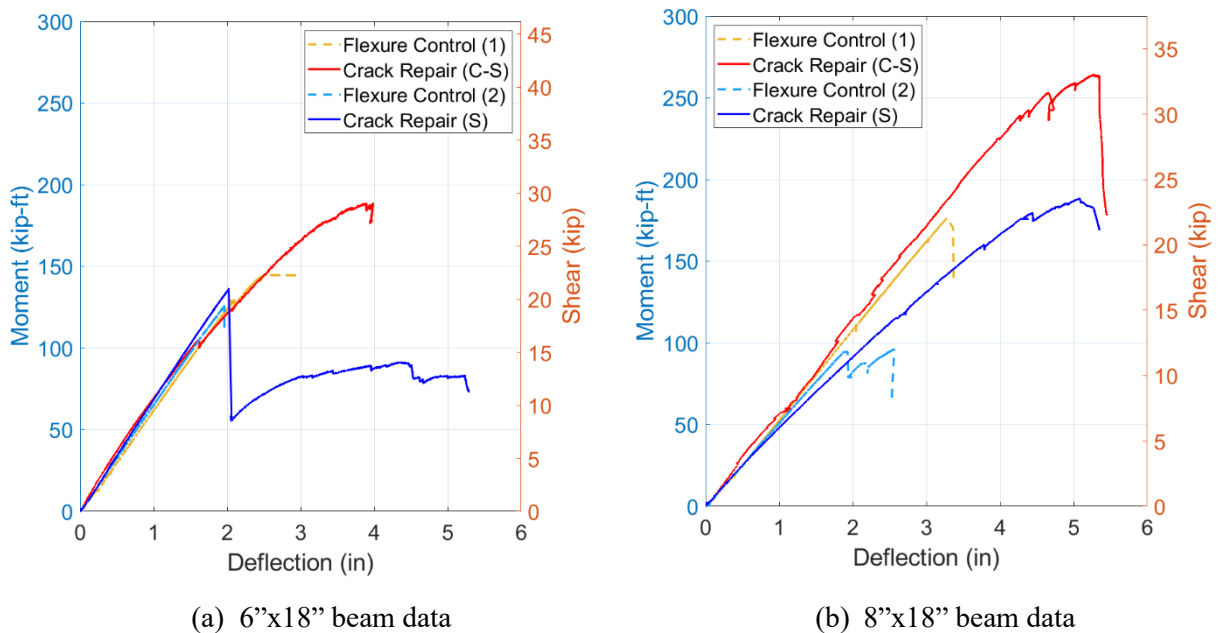 300
250
200
150
100
50
0
Moment (kip-ft)
0 1 2 3 4 5 6
Deflection (in)
45
40
35
30
25
20
15
10
5
0
Shear (kip)
Flexure Control (1)
Crack Repair (C-S)
Flexure Control (2)
Crack Repair (S)
(a) 6”x18” beam data
300
250
200
150
100
50
0
Moment (kip-ft)
0 1 2 3 4 5 6
Deflection (in)
35
30
25
20
15
10
5
0
Shear (kip)
Flexure Control (1)
Crack Repair (C-S)
Flexure Control (2)
Crack Repair (S)
(b) 8”x18” beam data